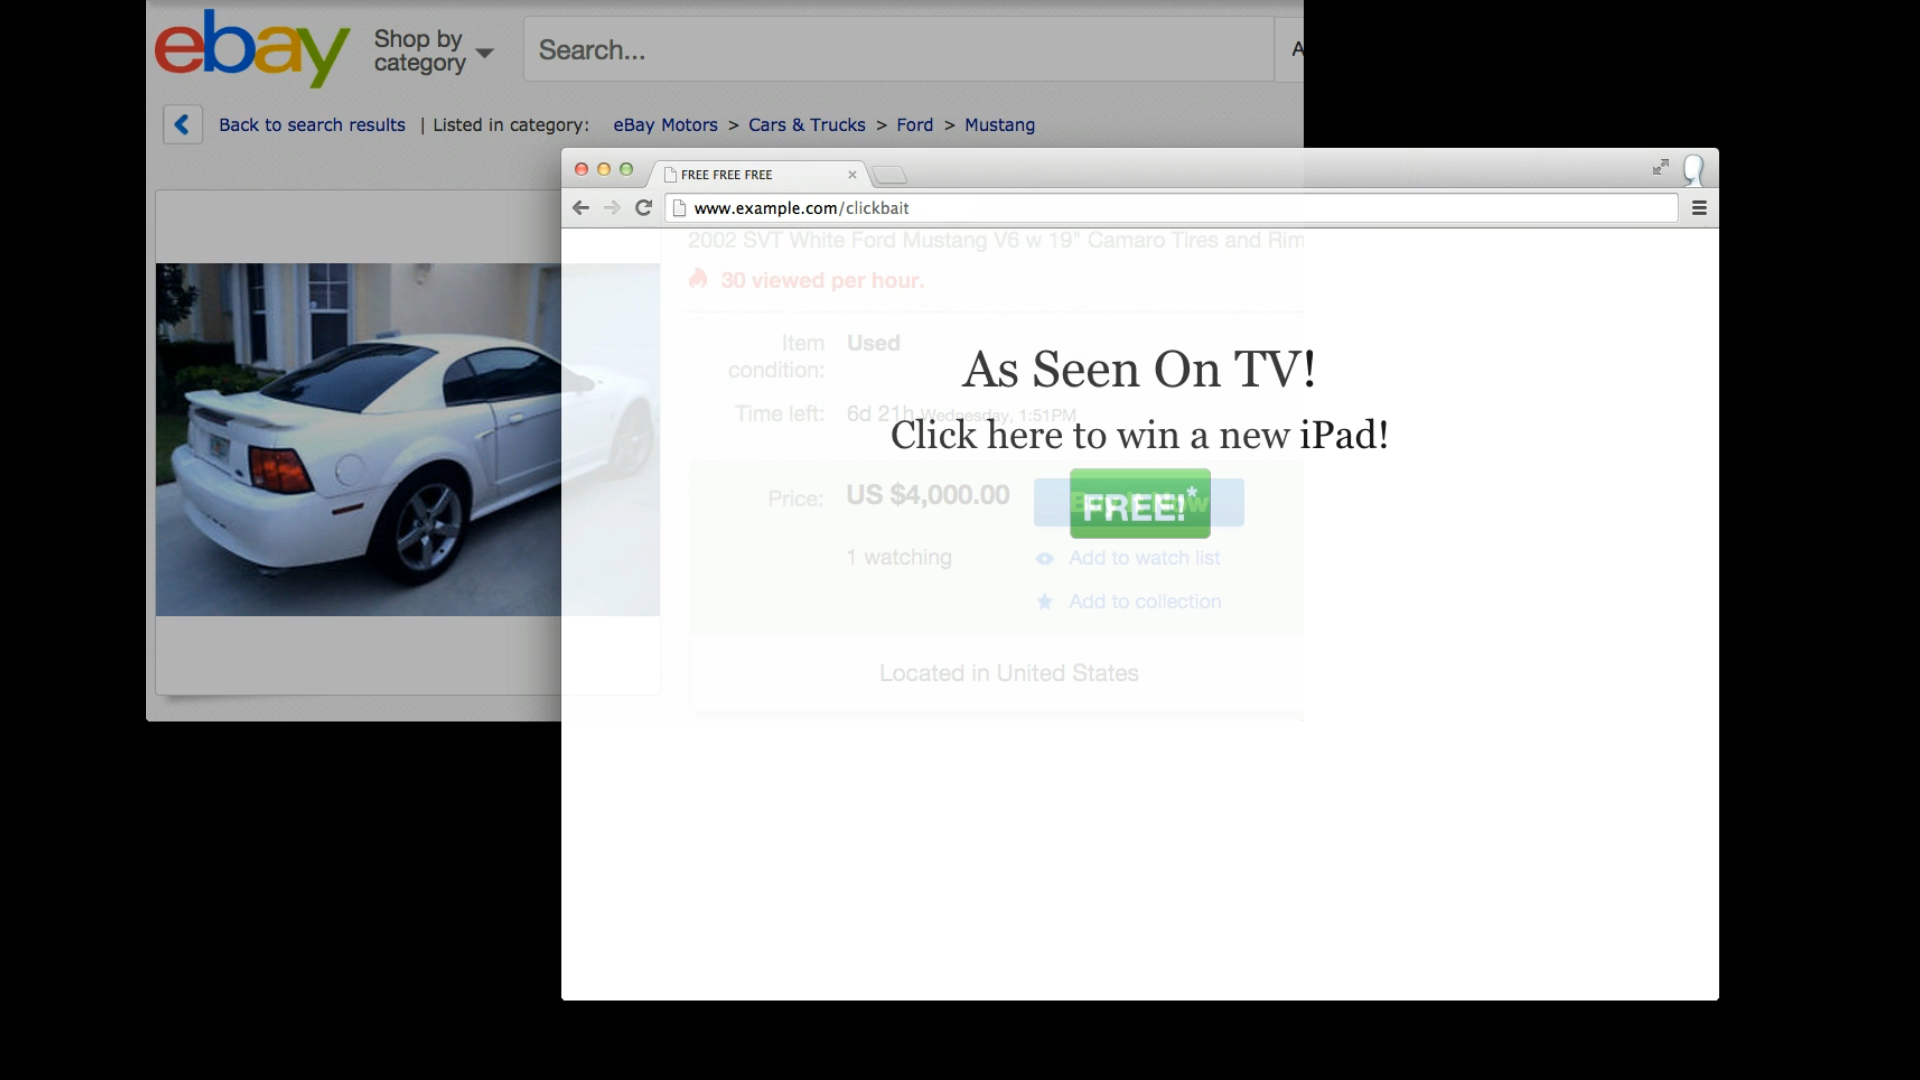 ebay
Shop by
category
Search...
A
Back to search results | Listed in category: eBay Motors > Cars & Trucks > Ford > Mustang
FREE FREE FREE
www.example.com/clickbait
2002 SVT White Ford Mustang V6 w 19" Camaro Tires and Rim
30 viewed per hour.
Item
condition:
Used
As Seen On TV!
Time left: 6d 21h Wednesday, 1:51PM
Click here to win a new iPad!
Price: US $4,000.00
FREE!*
1 watching
Add to watch list
Add to collection
Located in United States